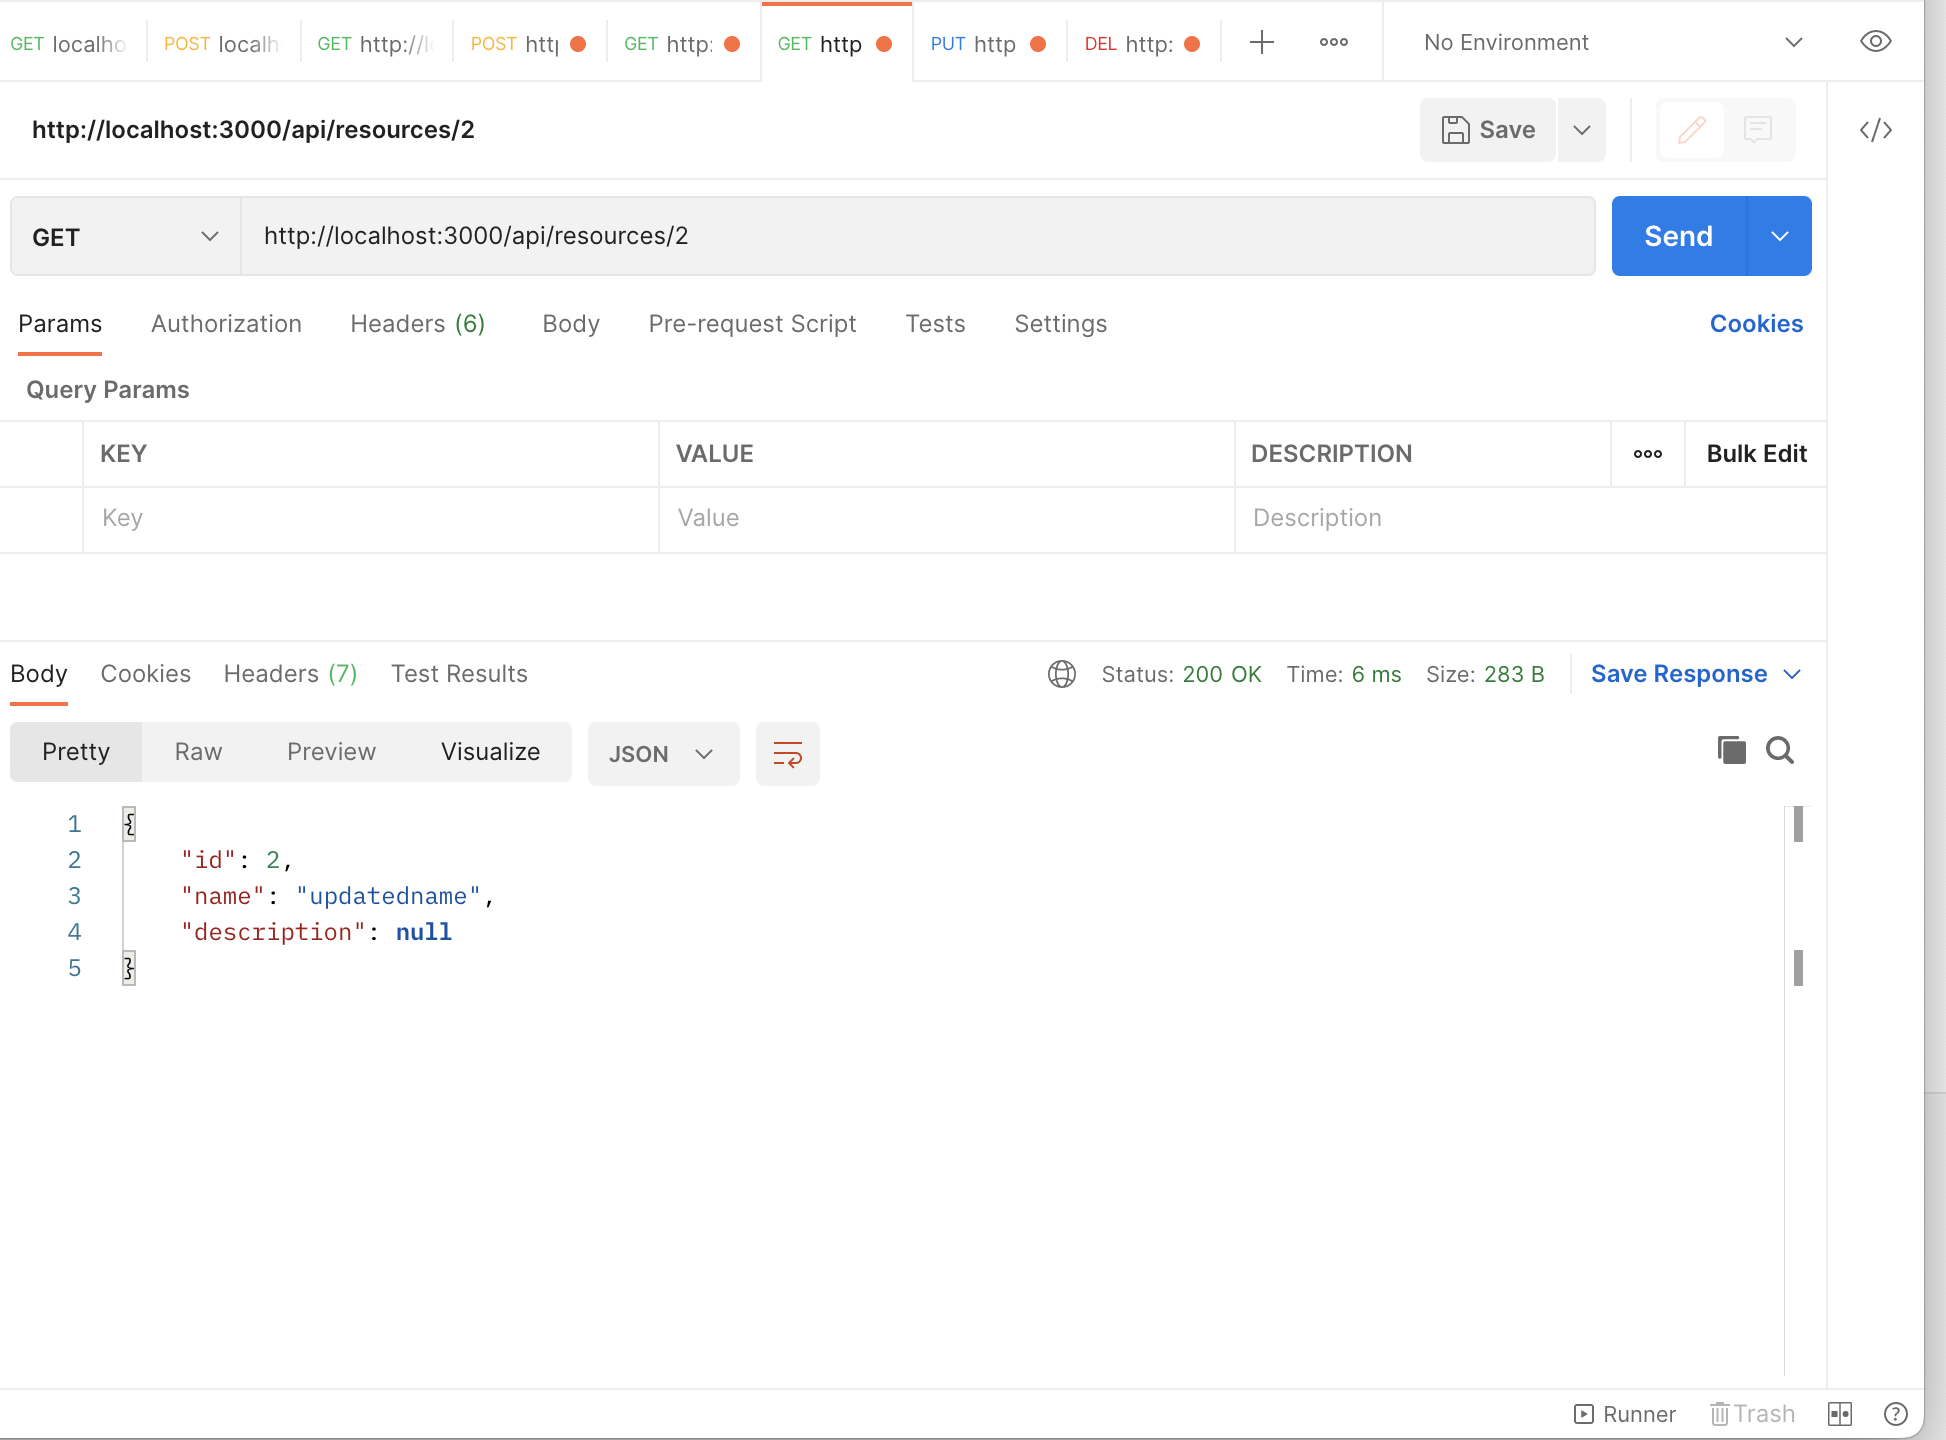 GET localho POST localh GET http://lo POST http GET http: GET http PUT http DEL http: No Environment
http://localhost:3000/api/resources/2 Save </>
GET http://localhost:3000/api/resources/2 Send
Params Authorization Headers (6) Body Pre-request Script Tests Settings Cookies
Query Params
KEY VALUE DESCRIPTION Bulk Edit
Key Value Description
Body Cookies Headers (7) Test Results Status: 200 OK Time: 6 ms Size: 283 B Save Response
Pretty Raw Preview Visualize JSON
1 {
2 "id": 2,
3 "name": "updatedname",
4 "description": null
5 }
Runner Trash